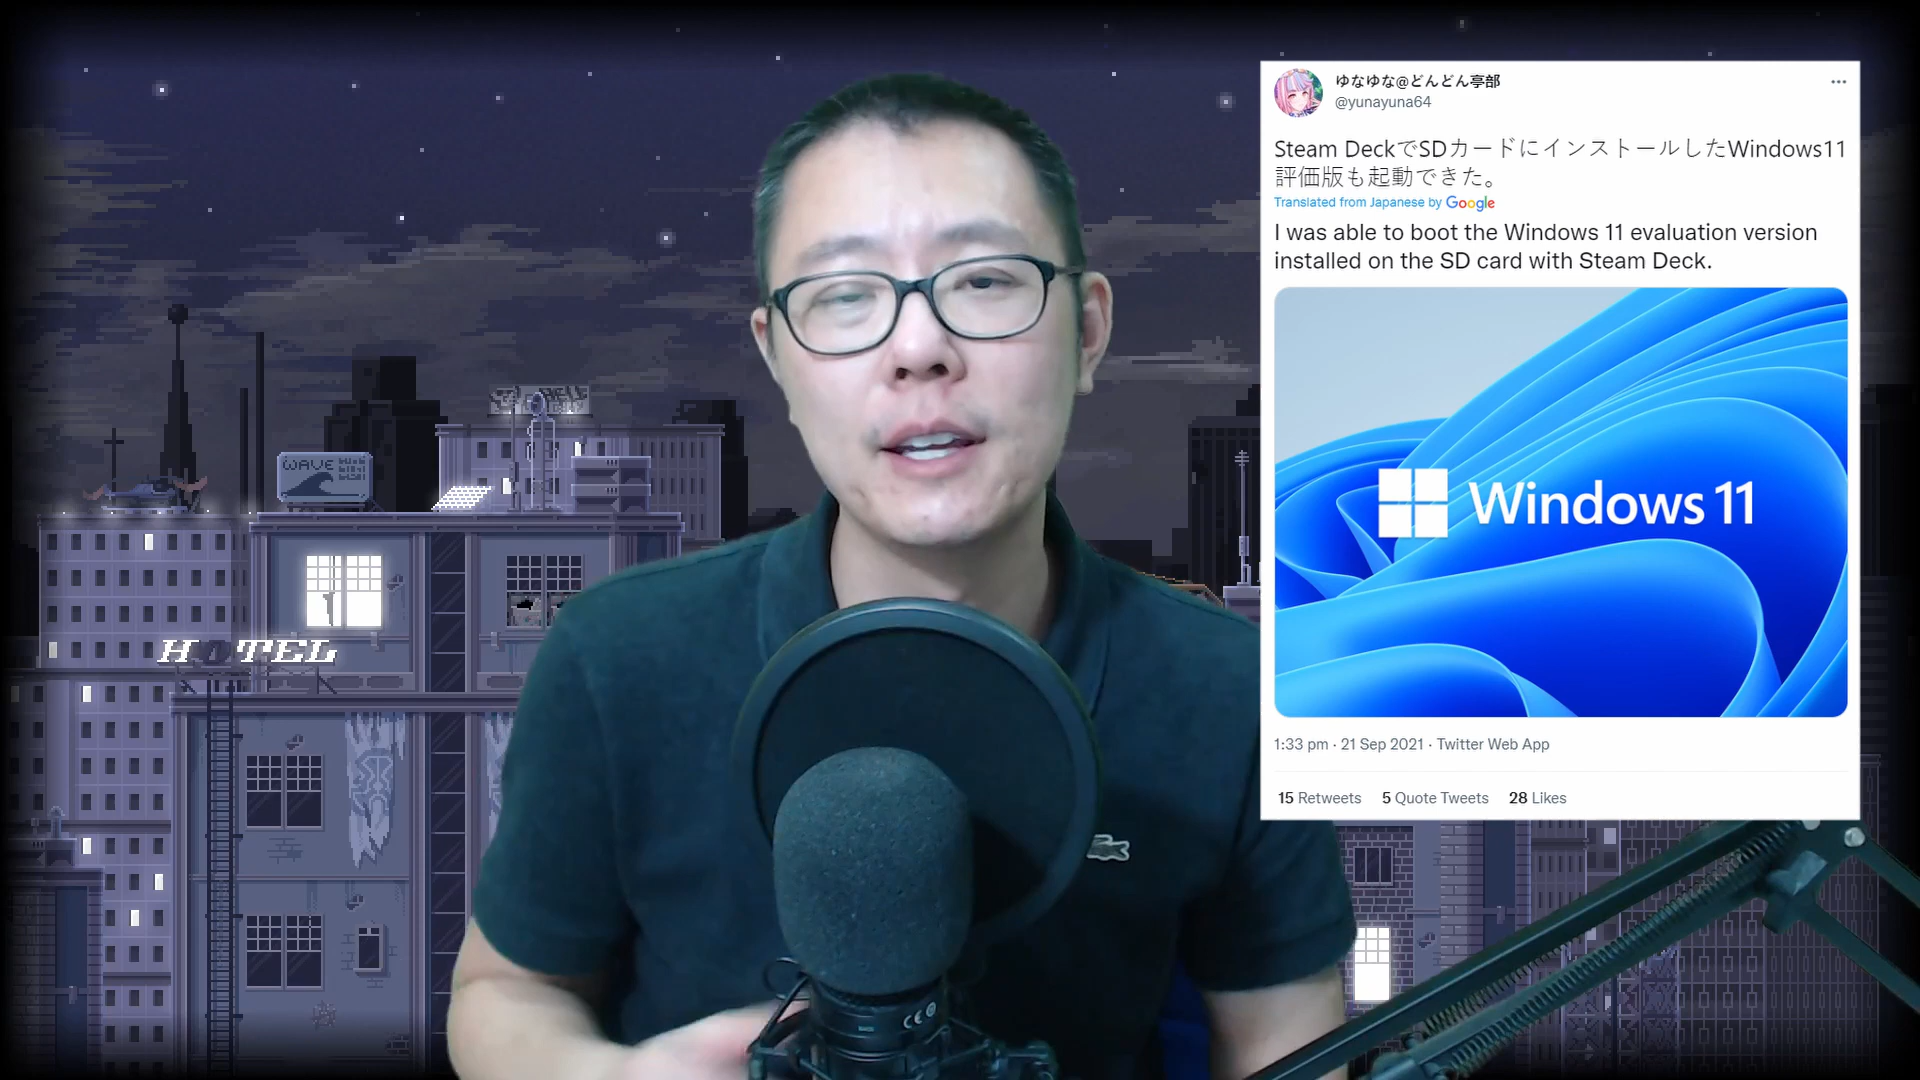 ゆなゆな@どんどん亭部
@yunayuna64
Steam DeckでSDカードにインストールしたWindows11
評価版も起動できた。
Translated from Japanese by Google
I was able to boot the Windows 11 evaluation version
installed on the SD card with Steam Deck.
Windows 11
1:33 pm · 21 Sep 2021 · Twitter Web App
15 Retweets 5 Quote Tweets 28 Likes
WAVE
HOTEL
CE